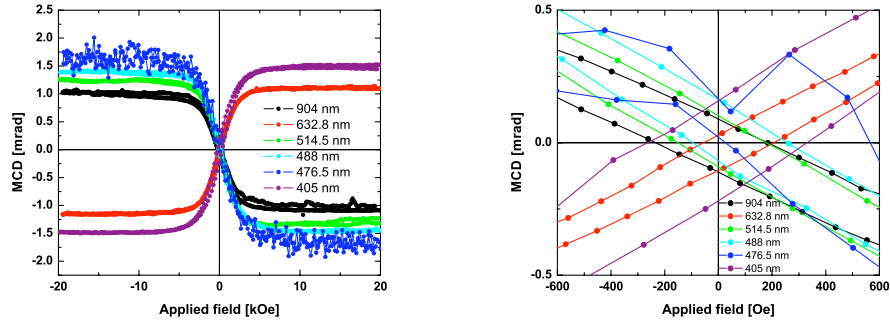 2.5
2.0
1.5
1.0
0.5
0.0
-0.5
-1.0
-1.5
-2.0
MCD [mrad]
904 nm
632.8 nm
514.5 nm
488 nm
476.5 nm
405 nm
-20
-10
0
10
20
Applied field [kOe]
0.5
0.0
-0.5
MCD [mrad]
904 nm
632.8 nm
514.5 nm
488 nm
476.5 nm
405 nm
-600
-400
-200
0
200
400
600
Applied field [Oe]